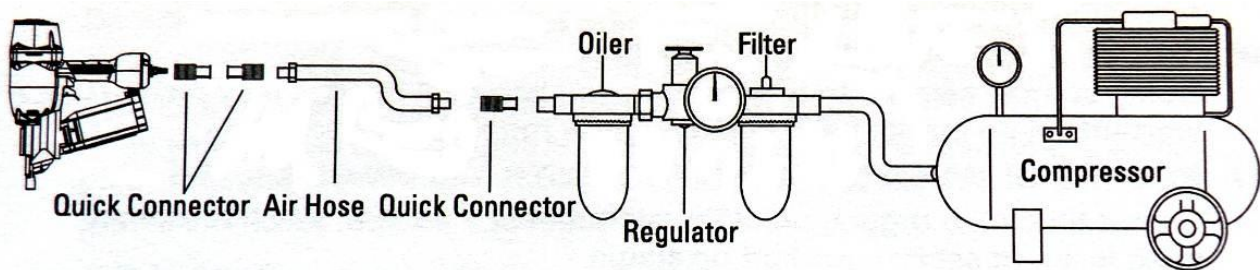 Oiler Filter
Compressor
Quick Connector Air Hose Quick Connector
Regulator